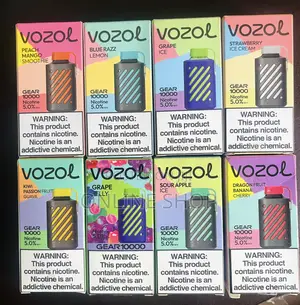 VOZOL
PEACH
MANGO
SMOOTHIE
GEAR
10000
Nicotine
5.0%...
WARNING:
This product
contains nicotine.
Nicotine is an
addictive chemical.
VOZOL
BLUE RAZZ
LEMON
GEAR
10000
Nicotine
5.0%...
WARNING:
This product
contains nicotine.
Nicotine is an
addictive chemical.
VOZOL
GRAPE
ICE
GEAR
10000
Nicotine
5.0%...
WARNING:
This product
contains nicotine.
Nicotine is an
addictive chemical.
VOZOL
STRAWBERRY
ICE CREAM
GEAR
10000
Nicotine
5.0%...
WARNING:
This product
contains nicotine.
Nicotine is an
addictive chemical.
VOZOL
KIWI
PASSION FRUIT
GUAVA
GEAR
10000
Nicotine
5.0%...
WARNING:
This product
contains nicotine.
Nicotine is an
addictive chemical.
VOZOL
GRAPE
GEAR 10000
WARNING:
This product
contains nicotine.
Nicotine is an
addictive chemical.
VOZOL
SOUR APPLE
ICE
GEAR
10000
Nicotine
5.0%...
WARNING:
This product
contains nicotine.
Nicotine is an
addictive chemical.
VOZOL
DRAGON FRUIT
BANANA
CHERRY
GEAR
10000
Nicotine
5.0%...
WARNING:
This product
contains nicotine.
Nicotine is an
addictive chemical.